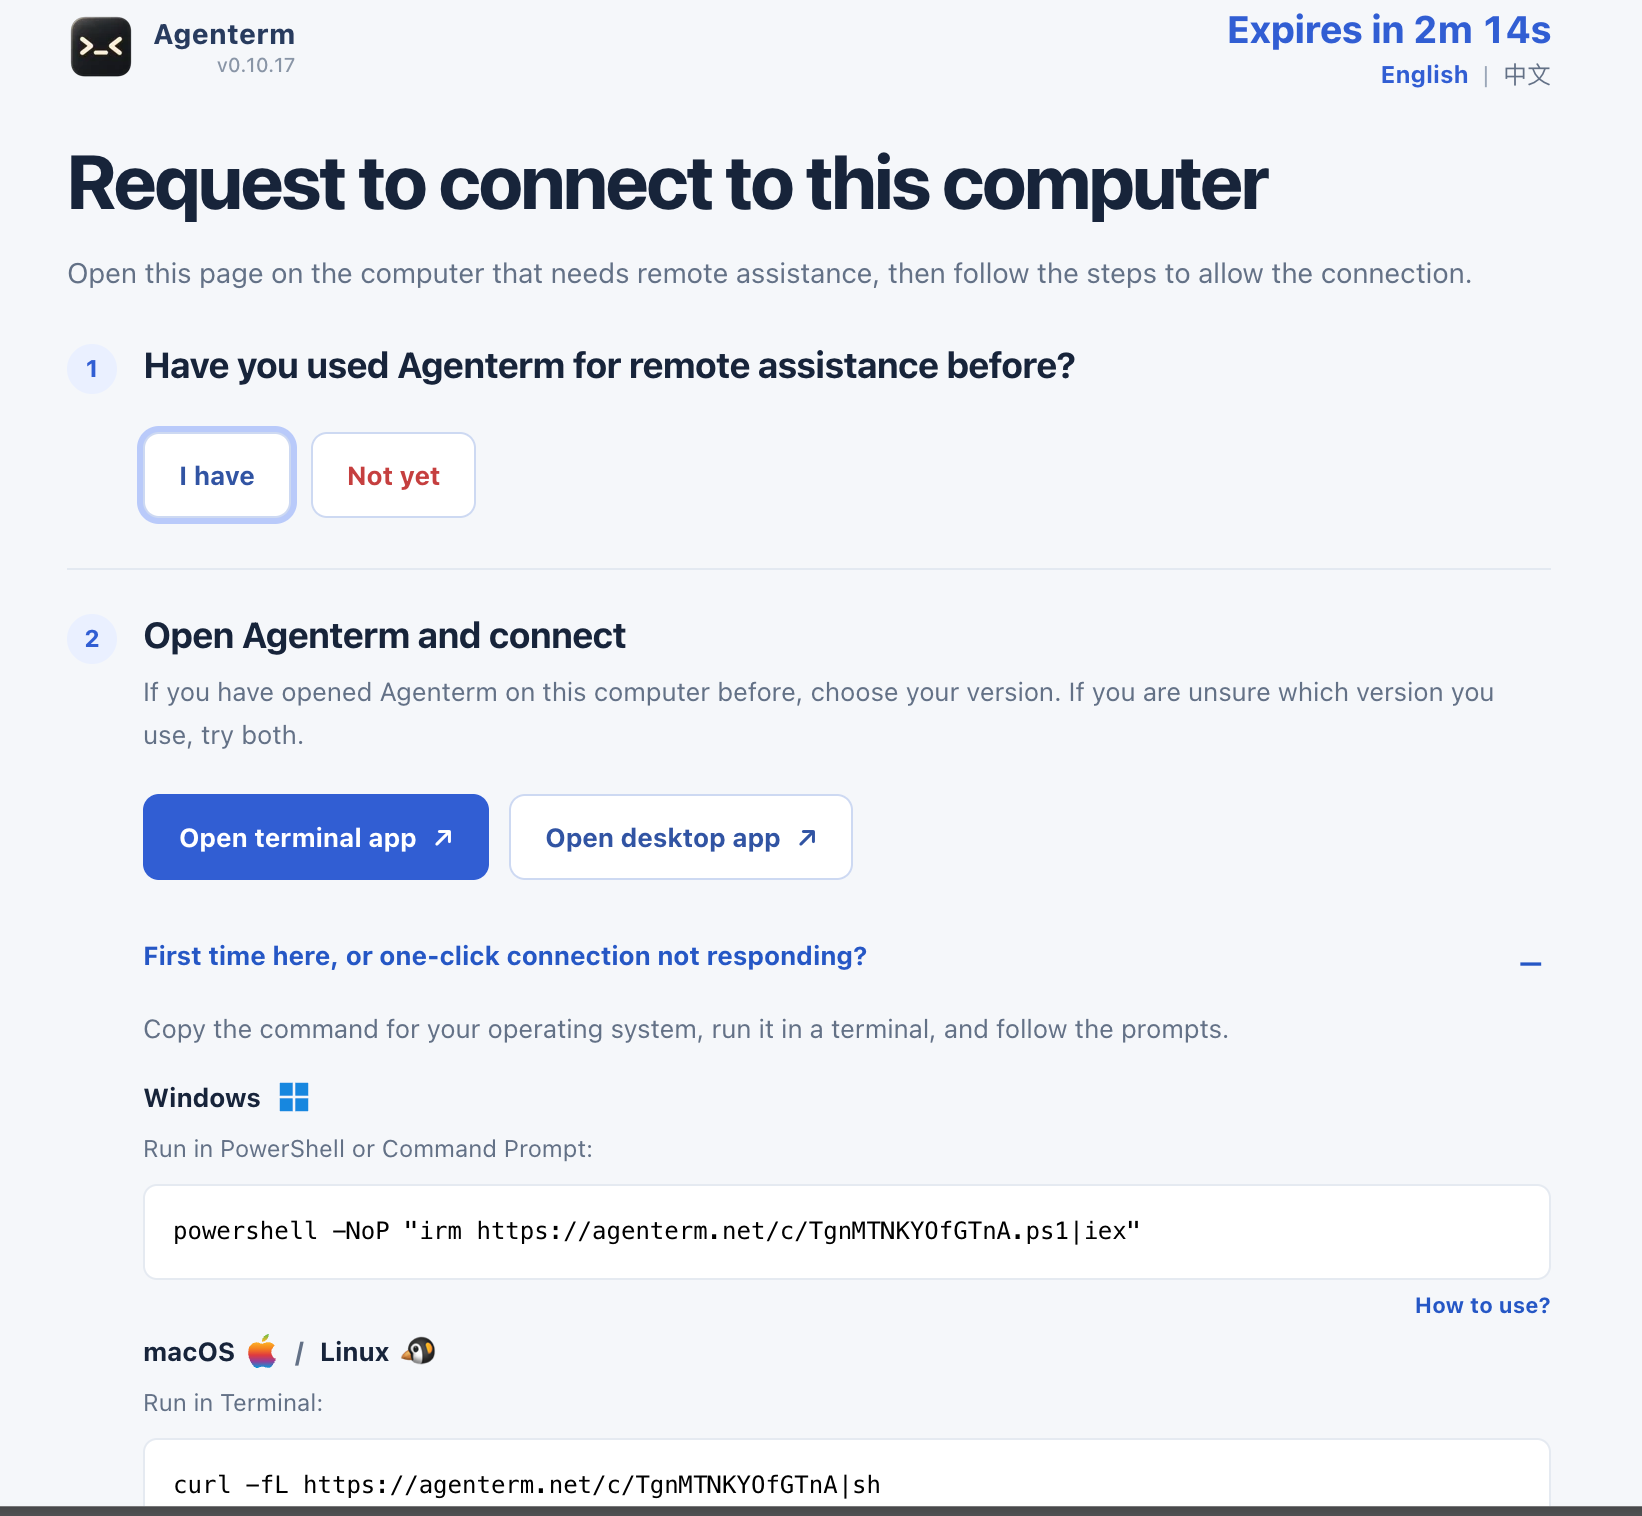 Agenterm
v0.10.17
Expires in 2m 14s
English | 中文
Request to connect to this computer
Open this page on the computer that needs remote assistance, then follow the steps to allow the connection.
1 Have you used Agenterm for remote assistance before?
I have
Not yet
2 Open Agenterm and connect
If you have opened Agenterm on this computer before, choose your version. If you are unsure which version you
use, try both.
Open terminal app ↗
Open desktop app ↗
First time here, or one-click connection not responding? –
Copy the command for your operating system, run it in a terminal, and follow the prompts.
Windows
Run in PowerShell or Command Prompt:
powershell -NoP "irm https://agenterm.net/c/TgnMTNKYOfGTnA.ps1|iex"
How to use?
macOS / Linux
Run in Terminal:
curl -fL https://agenterm.net/c/TgnMTNKYOfGTnA|sh